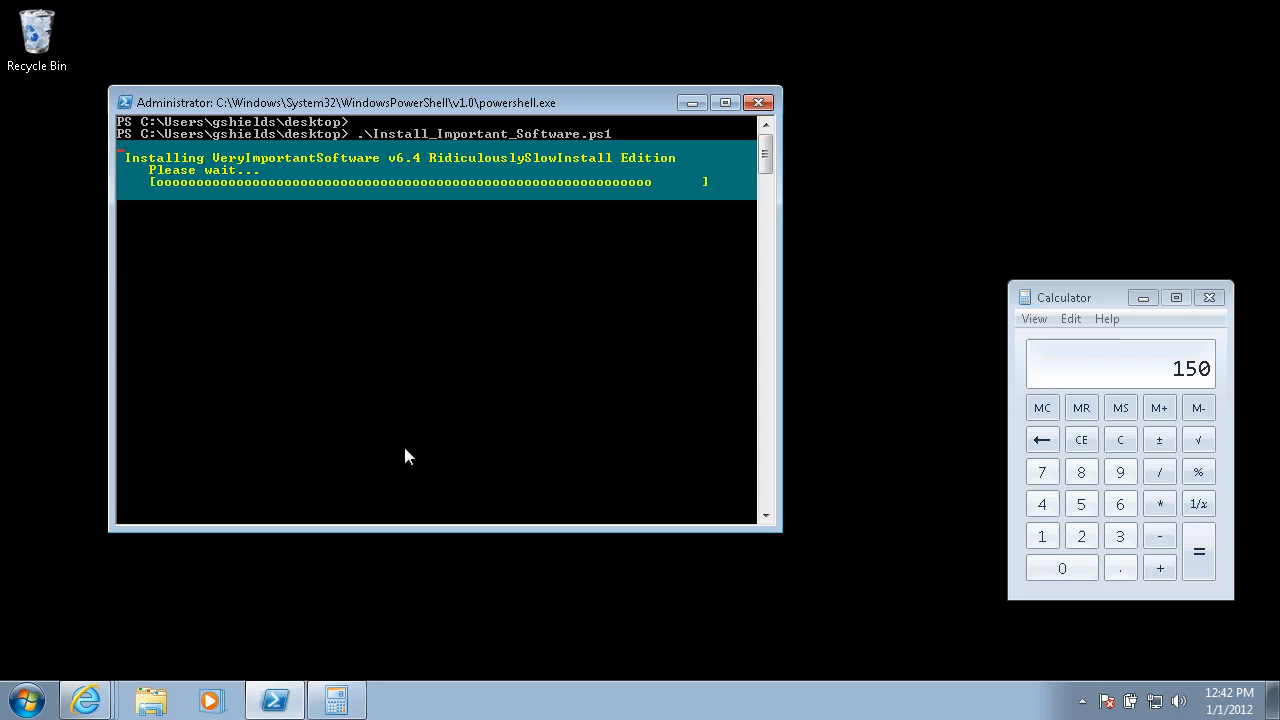 Recycle Bin
Administrator: C:\Windows\System32\WindowsPowerShell\v1.0\powershell.exe
PS C:\Users\gshields\desktop>
PS C:\Users\gshields\desktop> .\Install_Important_Software.ps1
Installing VeryImportantSoftware v6.4 RidiculouslySlowInstall Edition
Please wait...
[oooooooooooooooooooooooooooooooooooooooooooooooooooooooooooooo       ]
Calculator
View Edit Help
150
MC MR MS M+ M-
← CE C ± √
7 8 9 / %
4 5 6 * 1/x
1 2 3 - =
0 . +
12:42 PM
1/1/2012